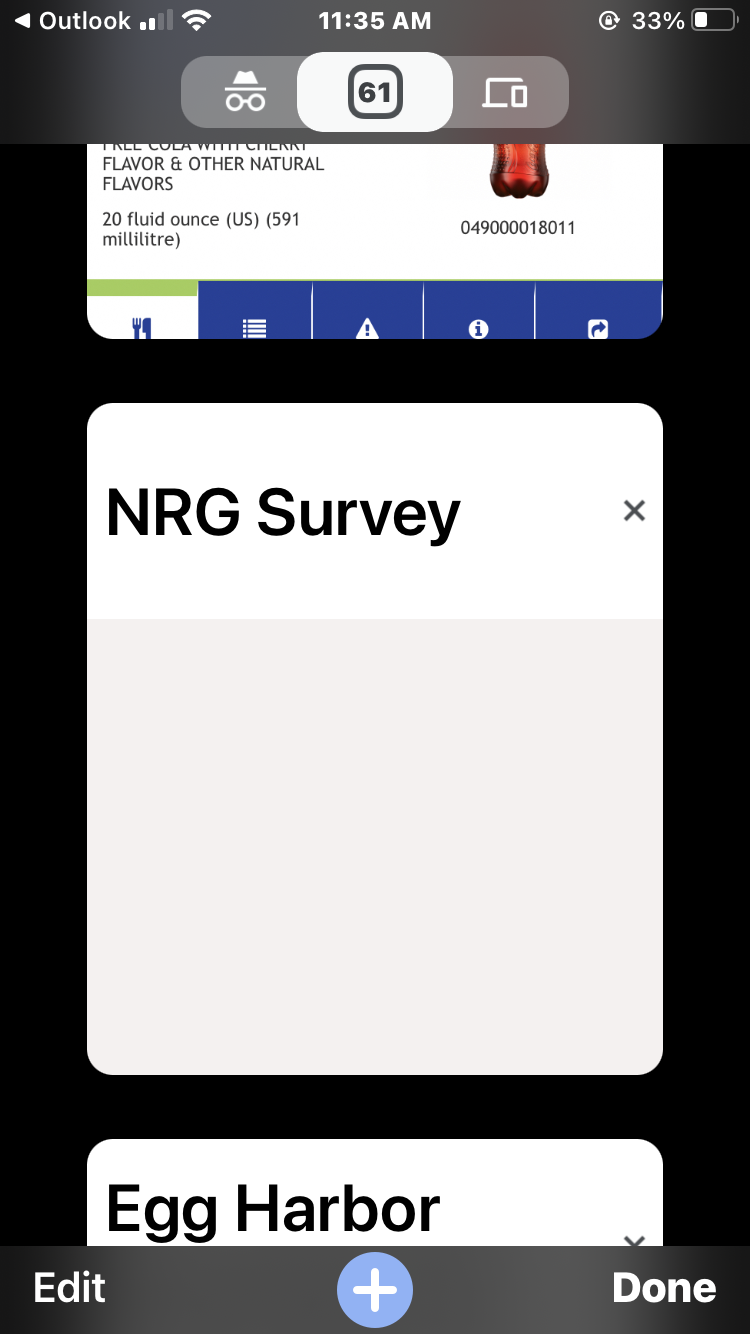 Outlook
11:35 AM
33%
61
FREE COLA WITH CHERRY
FLAVOR & OTHER NATURAL
FLAVORS
20 fluid ounce (US) (591
millilitre)
049000018011
NRG Survey
Egg Harbor
Edit
Done